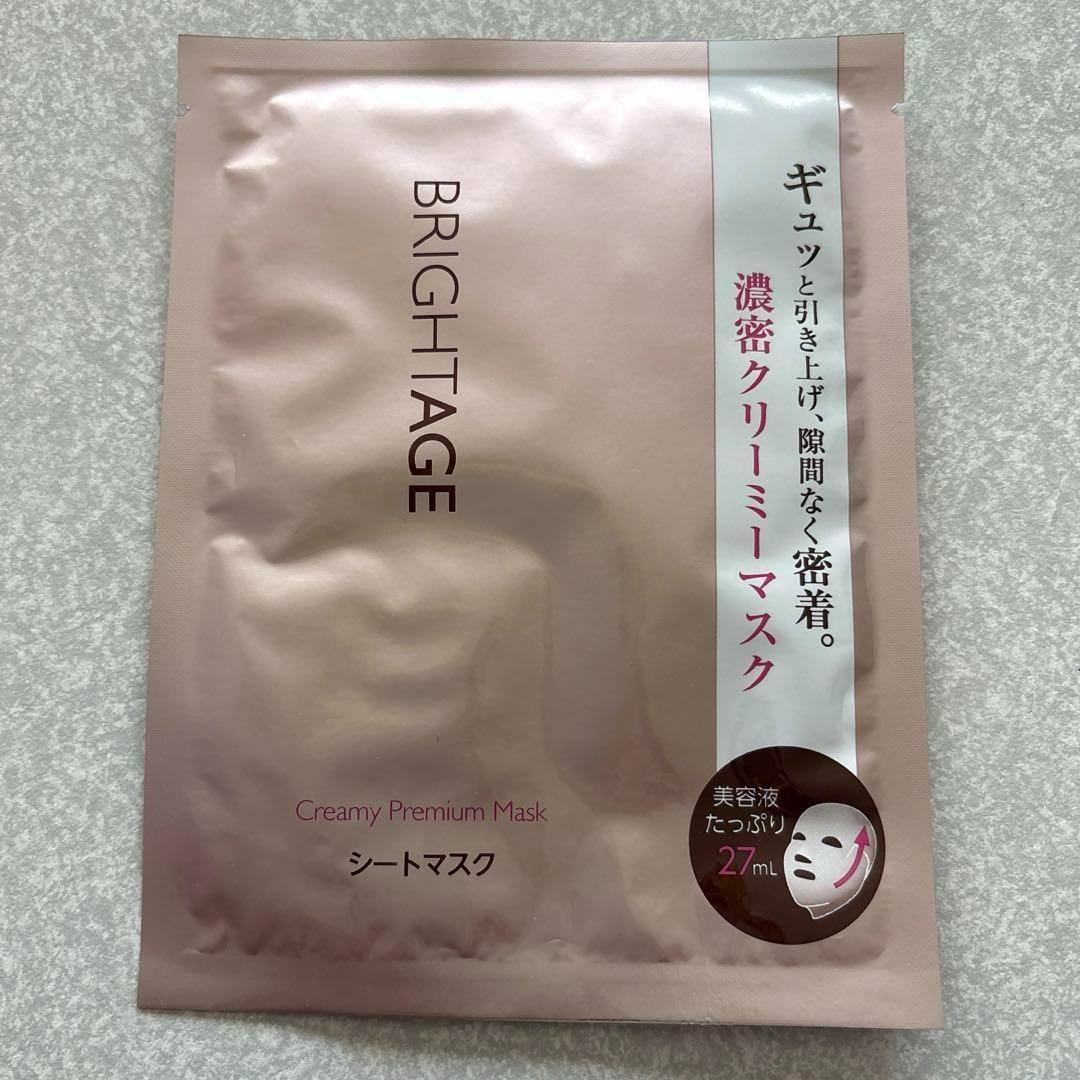 BRIGHTAGE
ギュッと引き上げ、隙間なく密着。
濃密クリーミーマスク
Creamy Premium Mask
シートマスク
美容液
たっぷり
27mL